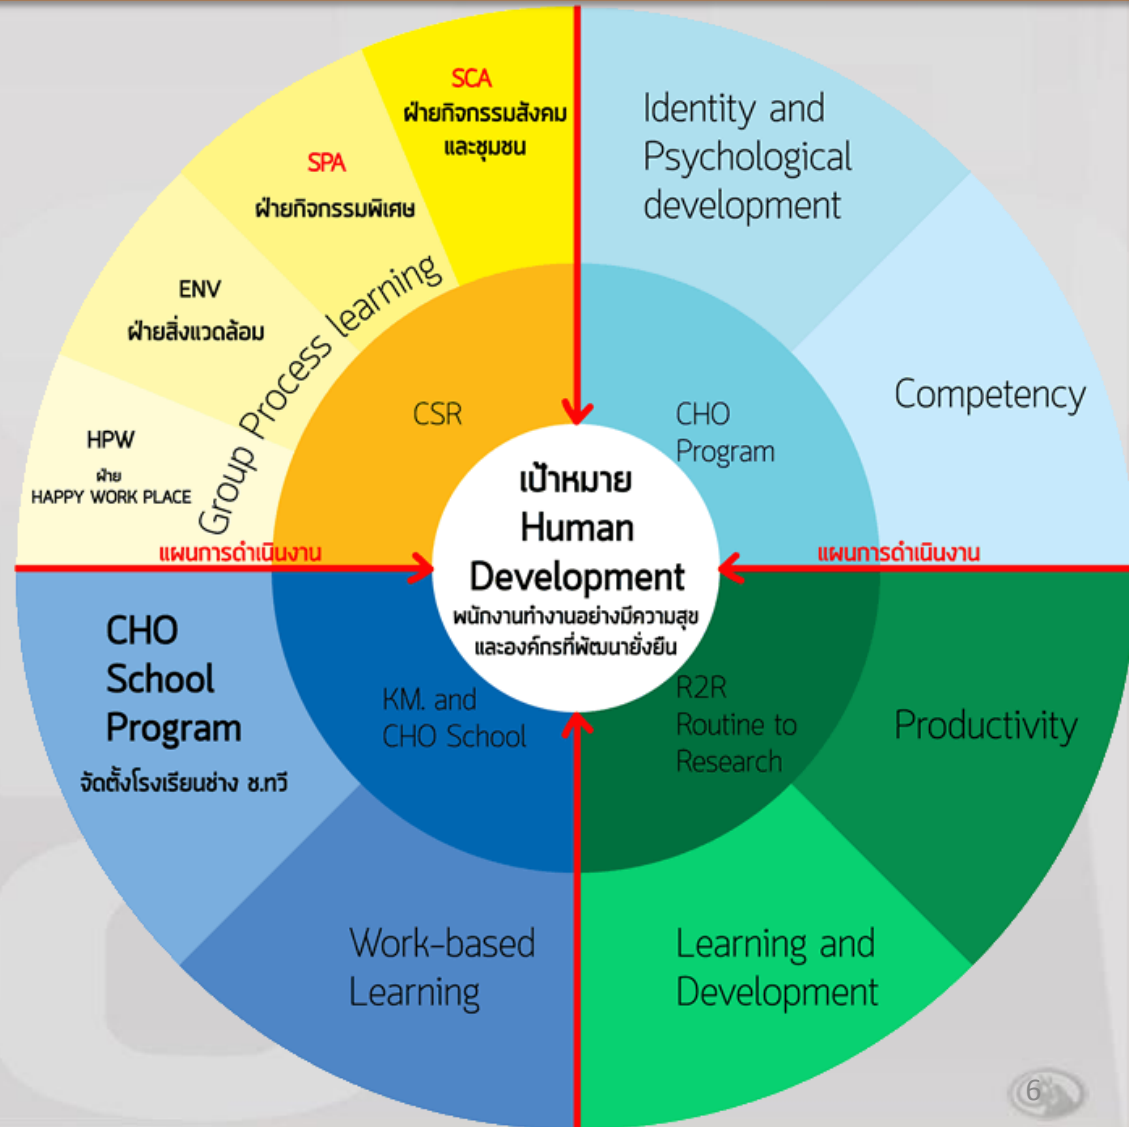 SCA
ฝ่ายกิจกรรมสังคม
และชุมชน
SPA
ฝ่ายกิจกรรมพิเศษ
ENV
ฝ่ายสิ่งแวดล้อม
HPW
ฝ่าย
HAPPY WORK PLACE
Group Process learning
แผนการดำเนินงาน
CSR
Identity and
Psychological
development
Competency
CHO
Program
แผนการดำเนินงาน
เป้าหมาย
Human
Development
พนักงานทำงานอย่างมีความสุข
และองค์กรที่พัฒนายั่งยืน
CHO
School
Program
จัดตั้งโรงเรียนช่าง ช.ทวี
KM. and
CHO School
Work-based
Learning
R2R
Routine to
Research
Productivity
Learning and
Development
6